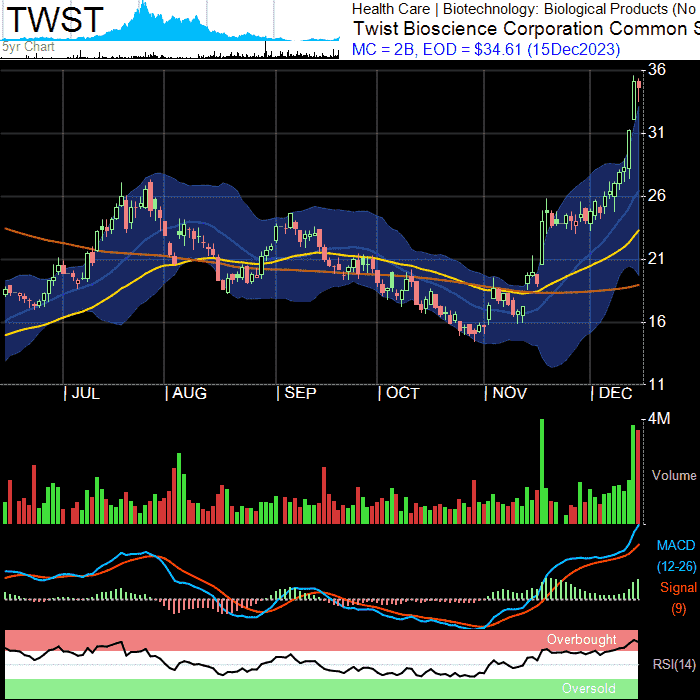 TWST
5yr Chart
Health Care | Biotechnology: Biological Products (No
Twist Bioscience Corporation Common S
MC = 2B, EOD = $34.61 (15Dec2023)
36
31
26
21
16
11
| JUL | AUG | SEP | OCT | NOV | DEC
4M
Volume
MACD
(12-26)
Signal
(9)
Overbought
RSI(14)
Oversold